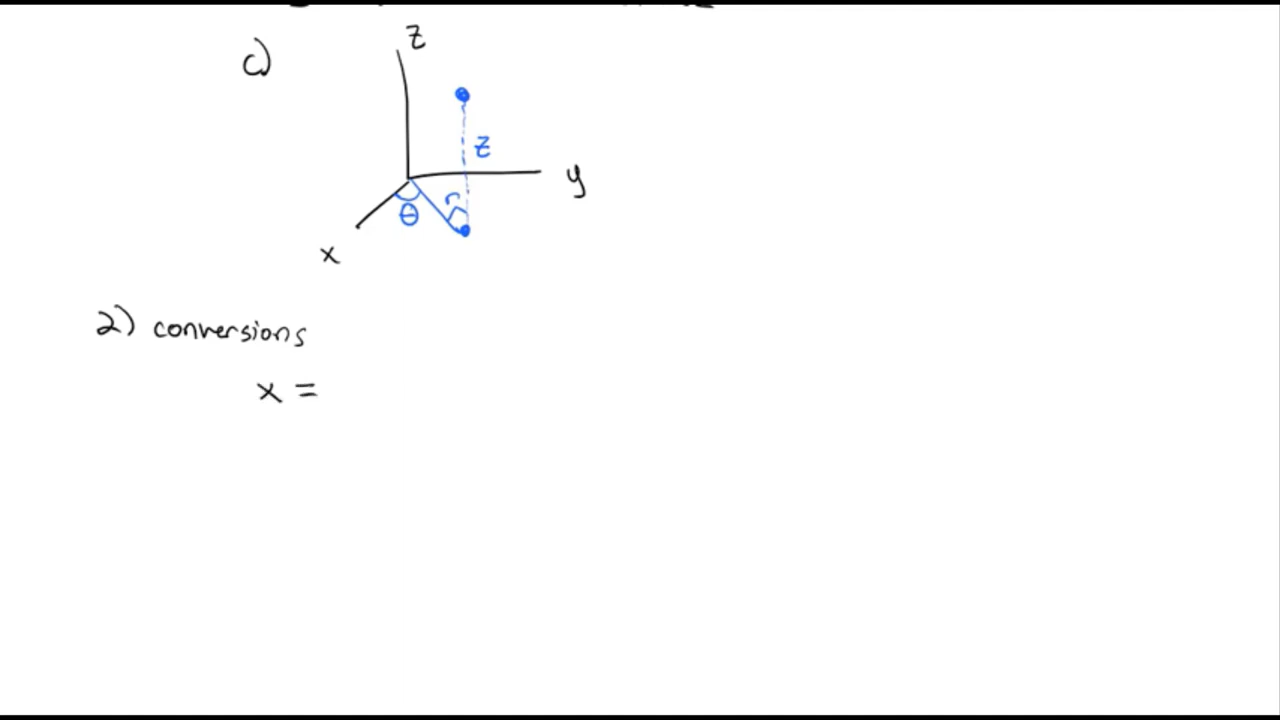 c)
z
z
y
r
θ
x
2) conversions
x =